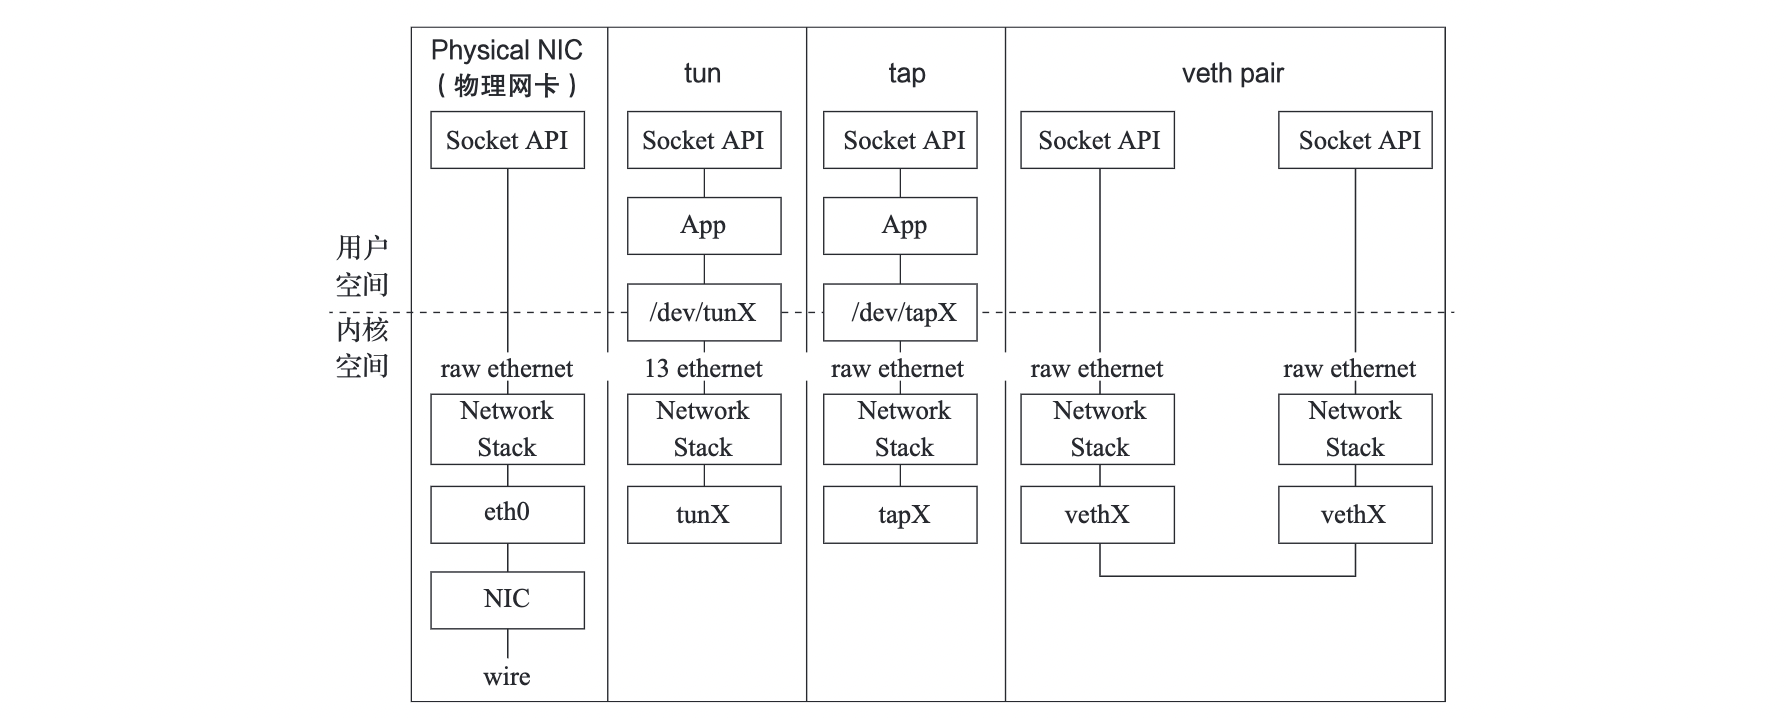 Physical NIC
（物理网卡）
Socket API
raw ethernet
Network
Stack
eth0
NIC
wire
tun
Socket API
App
/dev/tunX
13 ethernet
Network
Stack
tunX
tap
Socket API
App
/dev/tapX
raw ethernet
Network
Stack
tapX
veth pair
Socket API
raw ethernet
Network
Stack
vethX
Socket API
raw ethernet
Network
Stack
vethX
用户
空间
内核
空间